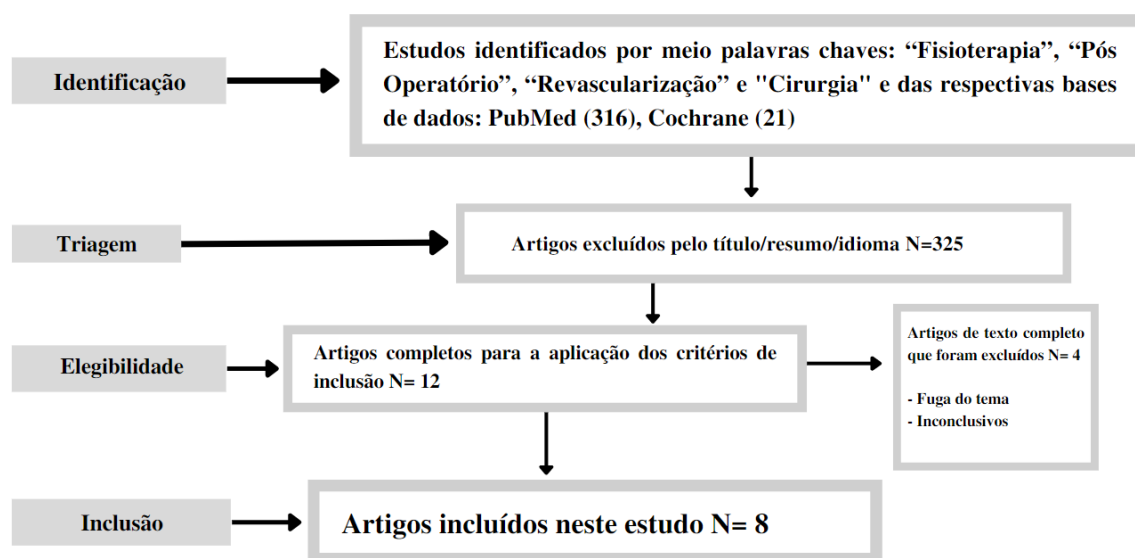 Identificação
Estudos identificados por meio palavras chaves: “Fisioterapia”, “Pós
Operatório”, “Revascularização” e "Cirurgia" e das respectivas bases
de dados: PubMed (316), Cochrane (21)
Triagem
Artigos excluídos pelo título/resumo/idioma N=325
Elegibilidade
Artigos completos para a aplicação dos critérios de
inclusão N= 12
Artigos de texto completo
que foram excluídos N= 4
- Fuga do tema
- Inconclusivos
Inclusão
Artigos incluídos neste estudo N= 8